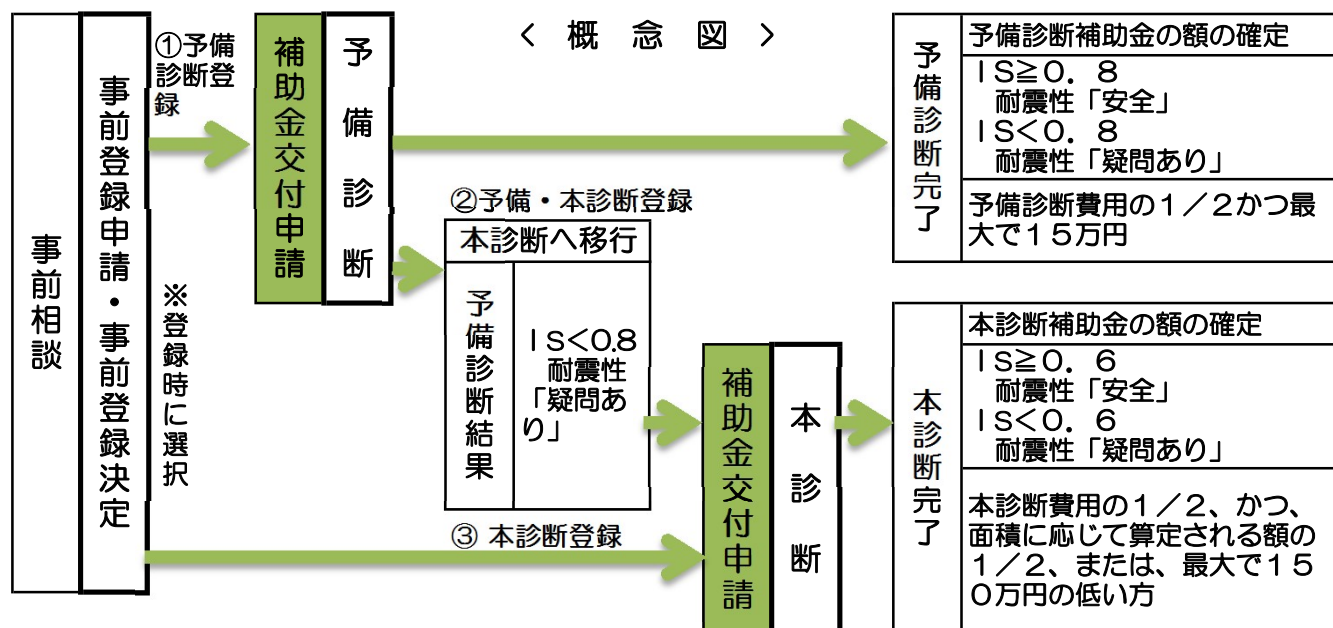 ＜ 概 念 図 ＞
事前相談
事前登録申請・事前登録決定
①予備
診断登
録
※登録時に選択
補助金交付申請
予備診断
②予備・本診断登録
本診断へ移行
予備診断結果
Ｉｓ＜0.8
耐震性
「疑問あ
り」
③ 本診断登録
補助金交付申請
本診断
予備診断完了
予備診断補助金の額の確定
ＩＳ≧０．８
耐震性「安全」
ＩＳ＜０．８
耐震性「疑問あり」
予備診断費用の１／２かつ最
大で１５万円
本診断完了
本診断補助金の額の確定
ＩＳ≧０．６
耐震性「安全」
ＩＳ＜０．６
耐震性「疑問あり」
本診断費用の１／２、かつ、
面積に応じて算定される額の
１／２、または、最大で１５
０万円の低い方